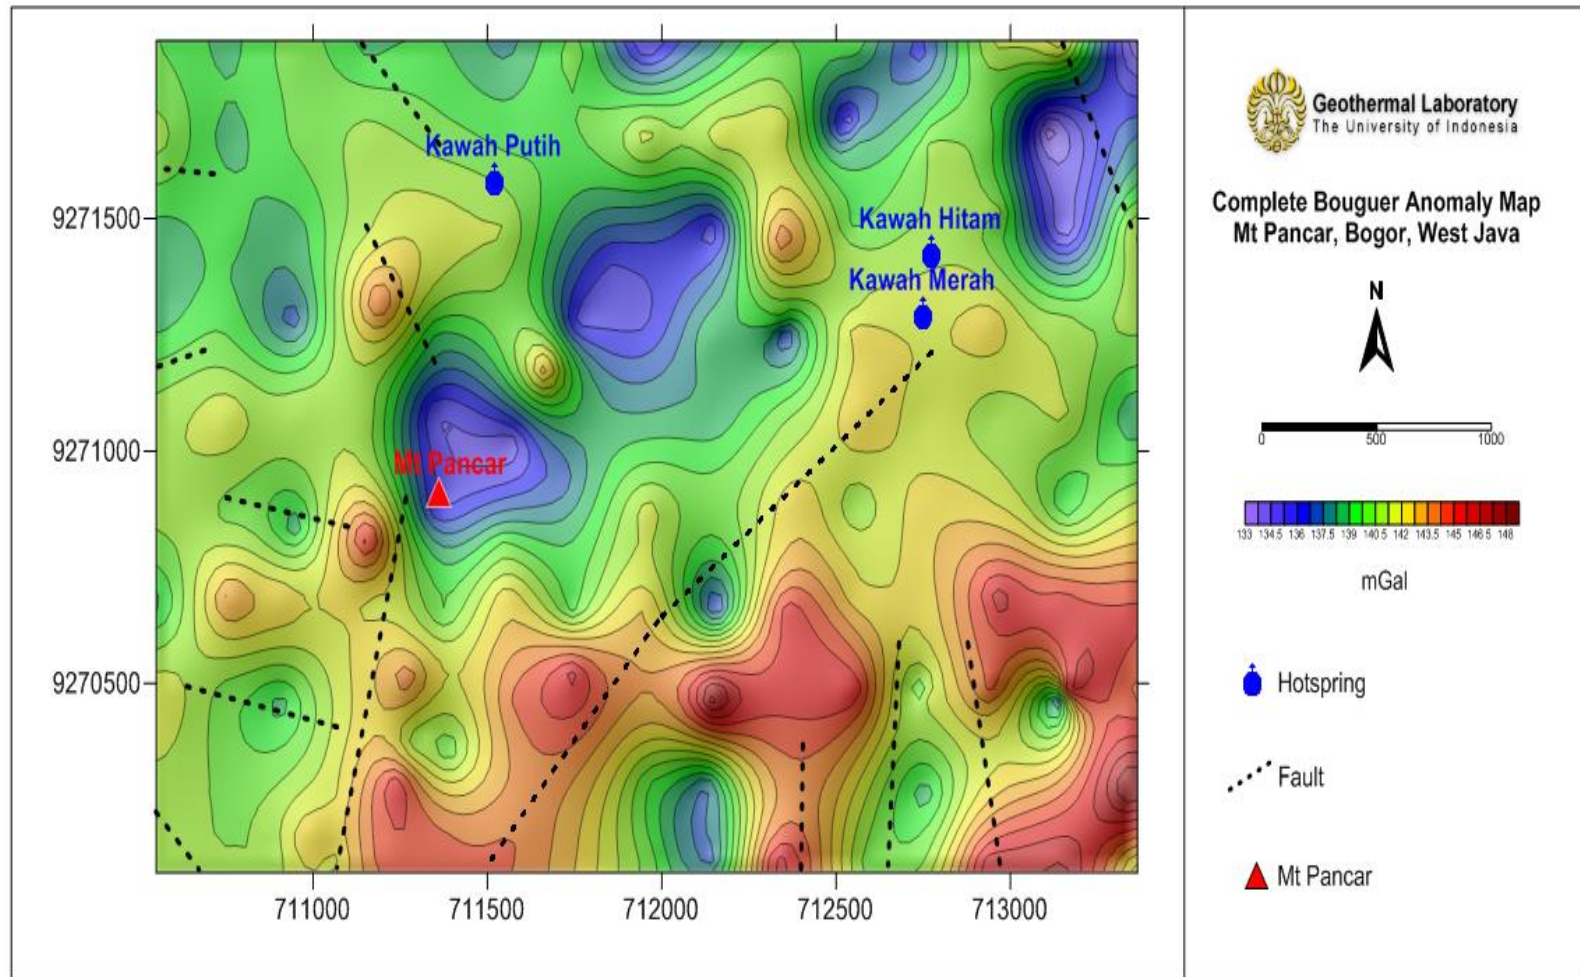 Kawah Putih
Kawah Hitam
Kawah Merah
Mt Pancar
9271500
9271000
9270500
711000
711500
712000
712500
713000
Geothermal Laboratory
The University of Indonesia
Complete Bouguer Anomaly Map
Mt Pancar, Bogor, West Java
N
0 500 1000
133 134.5 136 137.5 139 140.5 142 143.5 145 146.5 148
mGal
Hotspring
Fault
Mt Pancar